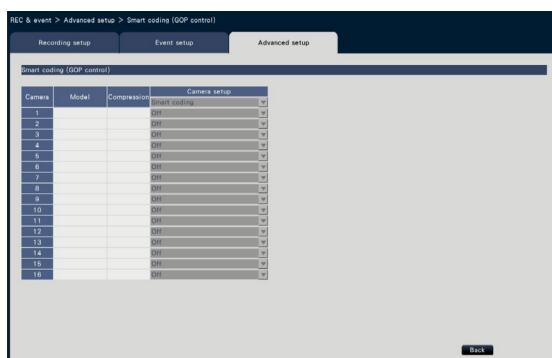 REC & event > Advanced setup > Smart coding (GOP control)
Recording setup Event setup Advanced setup
Smart coding (GOP control)
Camera Model Compression Camera setup
Smart coding
1 Off
2 Off
3 Off
4 Off
5 Off
6 Off
7 Off
8 Off
9 Off
10 Off
11 Off
12 Off
13 Off
14 Off
15 Off
16 Off
Back